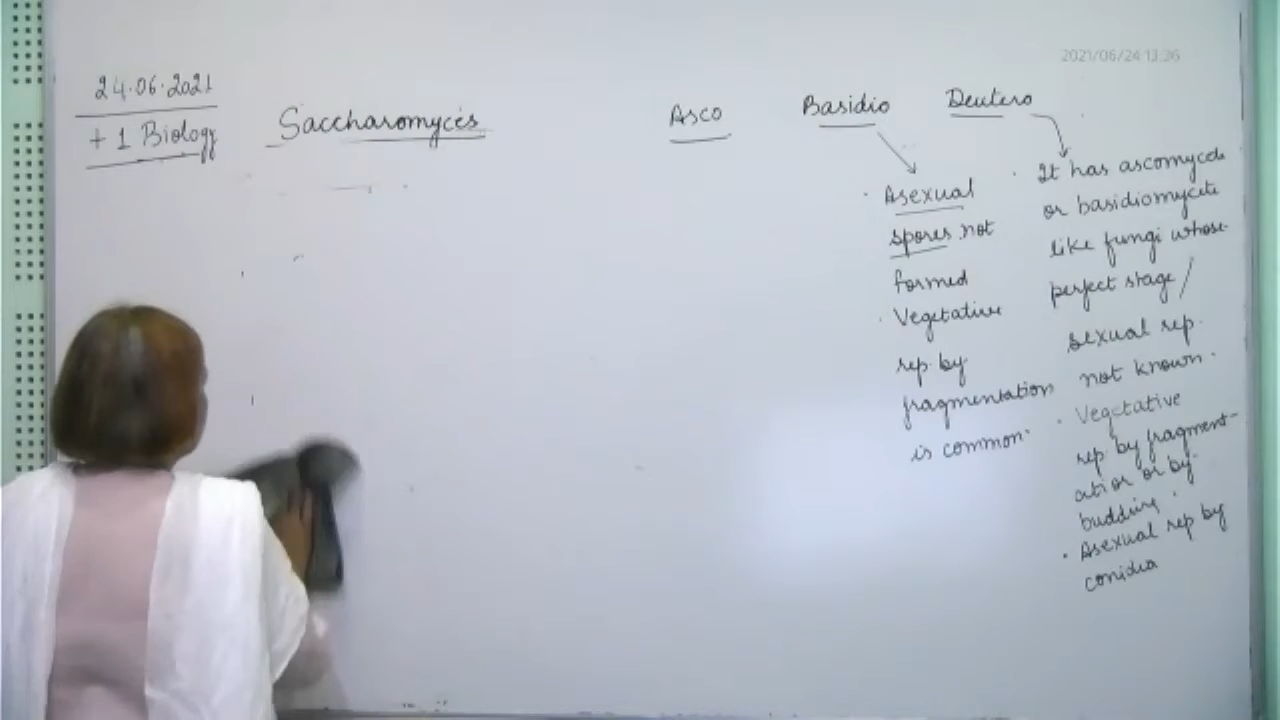 2021/06/24 13:36
24.06.2021
+ 1 Biology
Saccharomyces
Asco
Basidio
Deutero
. Asexual
spores not
formed
. Vegetative
rep. by
fragmentation
is common.
. It has ascomycete
or basidiomycete
like fungi whose
perfect stage /
sexual rep.
not known.
. Vegetative
rep. by fragment-
ation or by
budding.
. Asexual rep by
conidia